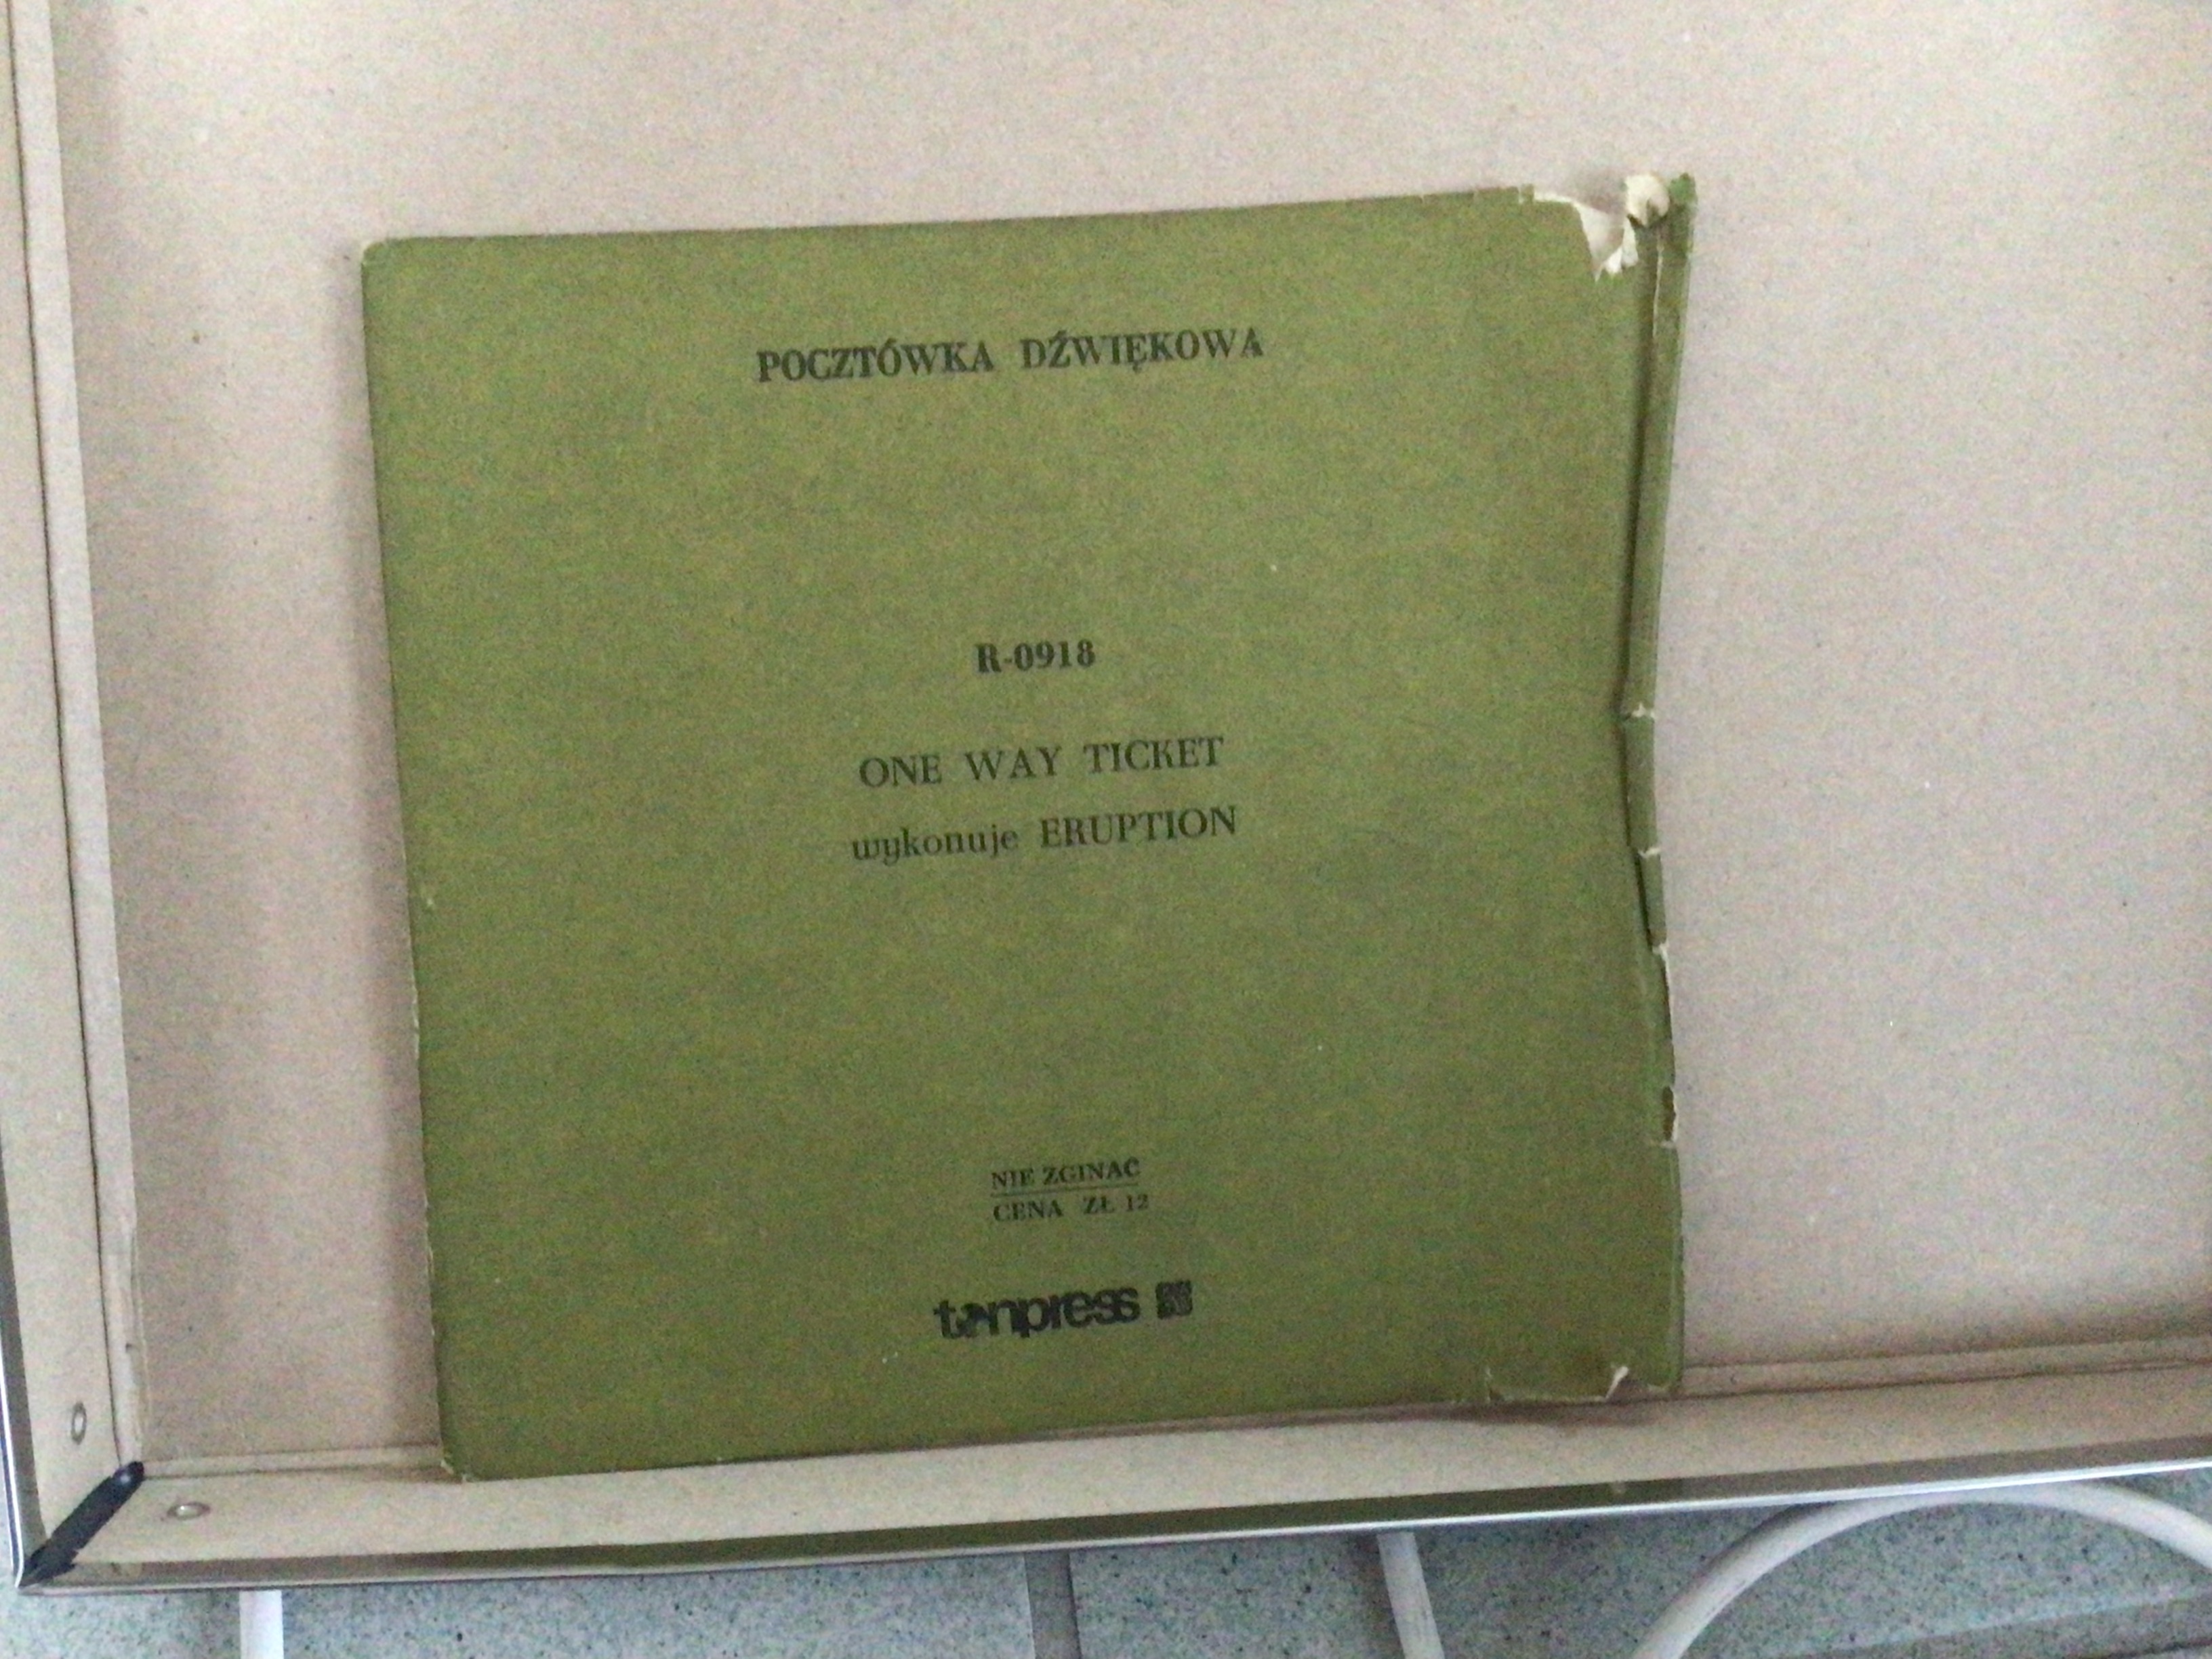 POCZTÓWKA DŹWIĘKOWA
R-0918
ONE WAY TICKET
wykonuje ERUPTION
NIE ZGINAĆ
CENA ZŁ 12
tonpress